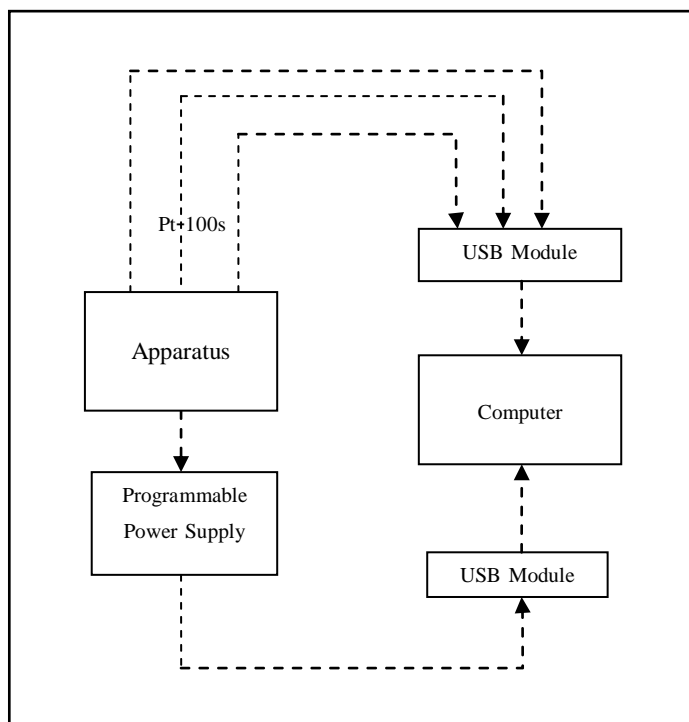 Pt-100s
USB Module
Apparatus
Computer
Programmable
Power Supply
USB Module